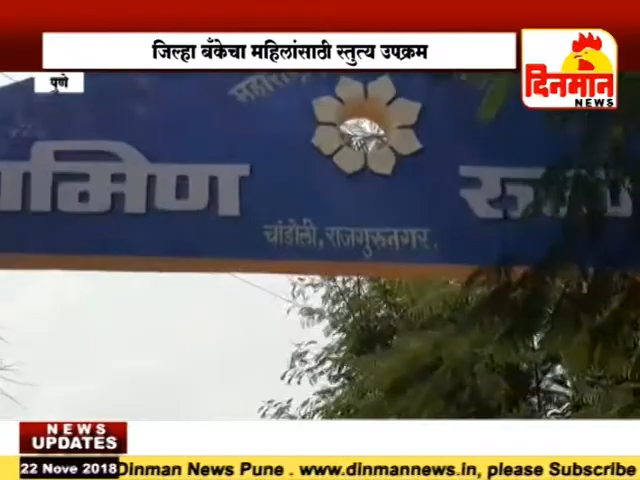 जिल्हा बँकेचा महिलांसाठी स्तुत्य उपक्रम
पुणे
दिनमान
NEWS
ग्रामिण
चांडोली, राजगुरूनगर.
NEWS
UPDATES
22 Nove 2018
Dinman News Pune . www.dinmannews.in, please Subscribe